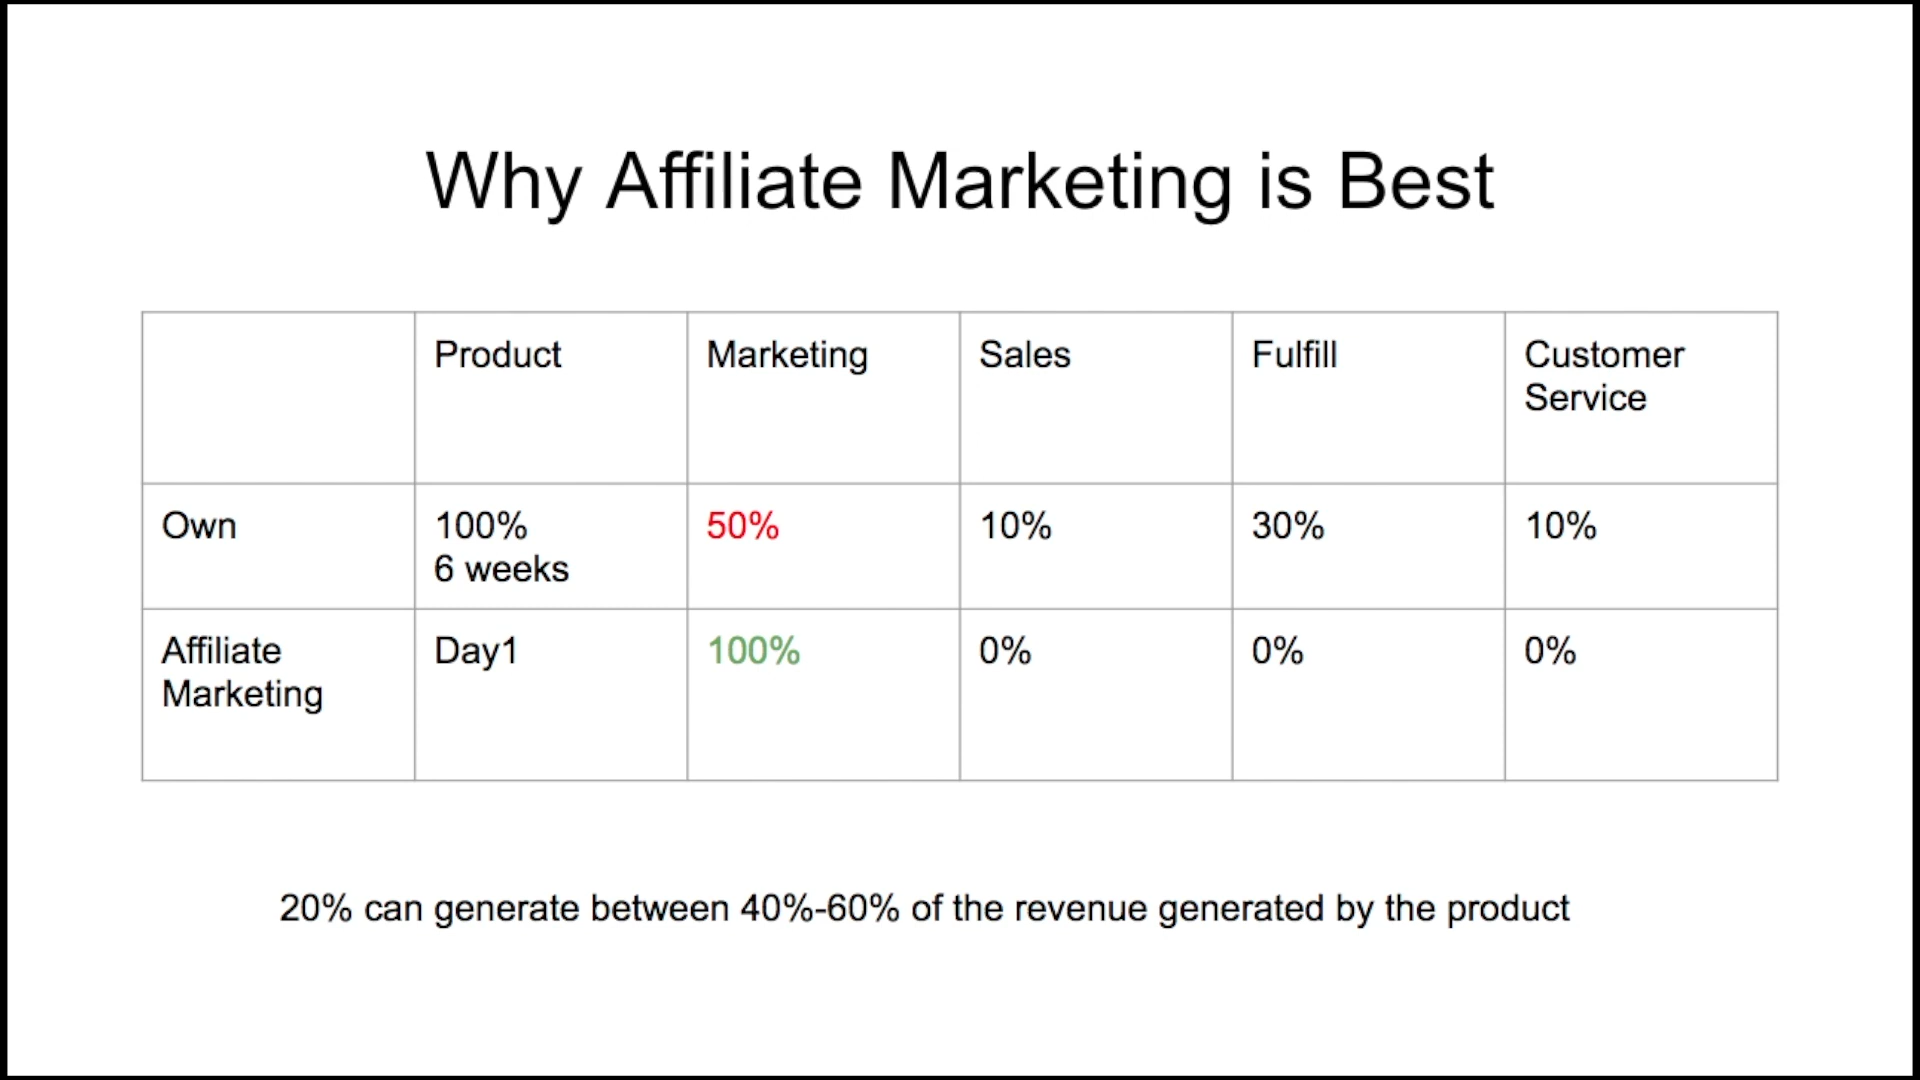 Why Affiliate Marketing is Best
Product Marketing Sales Fulfill Customer
Service
Own 100% 50% 10% 30% 10%
6 weeks
Affiliate Day1 100% 0% 0% 0%
Marketing
20% can generate between 40%-60% of the revenue generated by the product